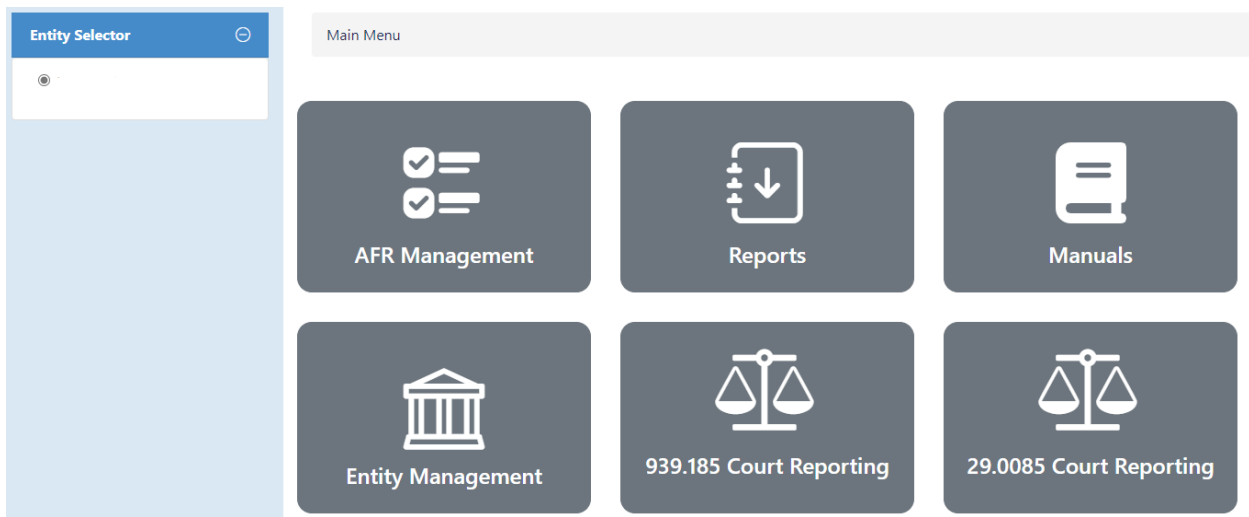 Entity Selector
Main Menu
AFR Management
Reports
Manuals
Entity Management
939.185 Court Reporting
29.0085 Court Reporting